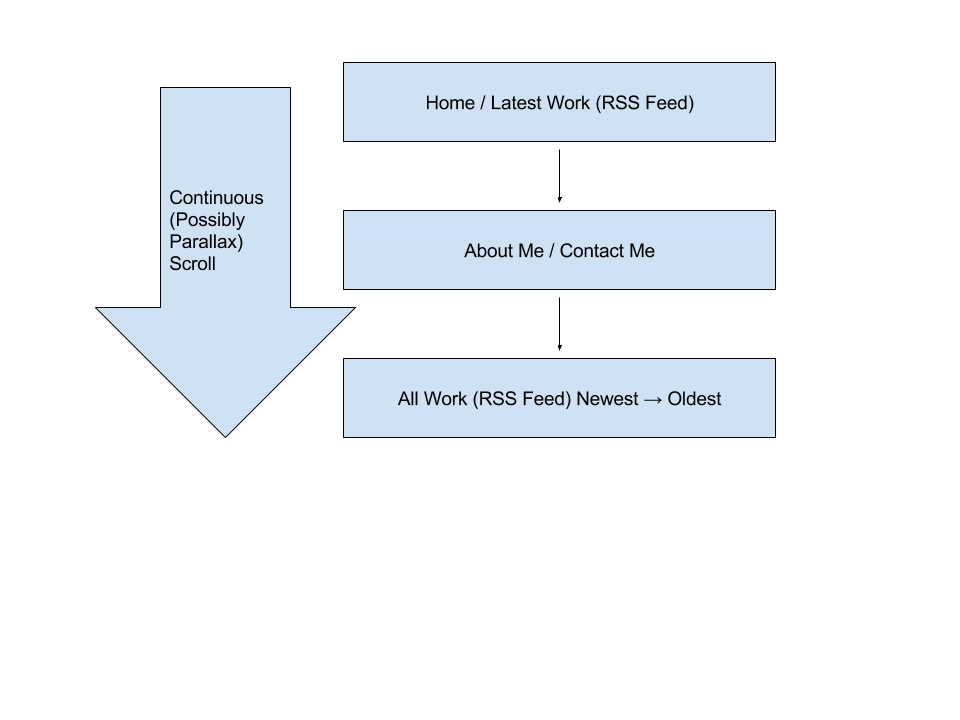 Home / Latest Work (RSS Feed)
Continuous
(Possibly
Parallax)
Scroll
About Me / Contact Me
All Work (RSS Feed) Newest → Oldest